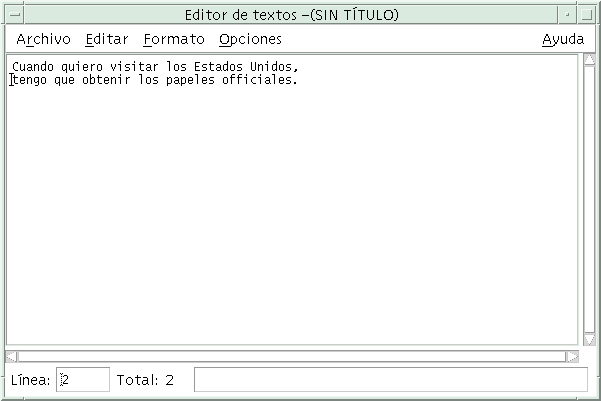 Editor de textos –(SIN TÍTULO)
Archivo Editar Formato Opciones Ayuda
Cuando quiero visitar los Estados Unidos,
tengo que obtener los papeles officiales.
Línea: 2 Total: 2